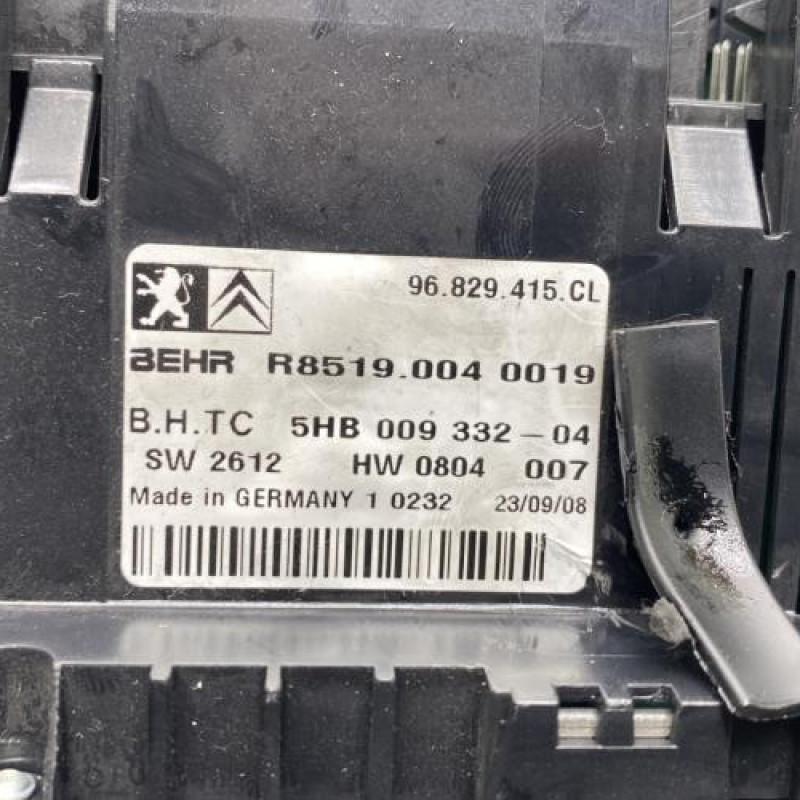 96.829.415.CL
BEHR R8519.004 0019
B.H.TC 5HB 009 332-04
SW 2612 HW 0804 007
Made in GERMANY 1 0232 23/09/08